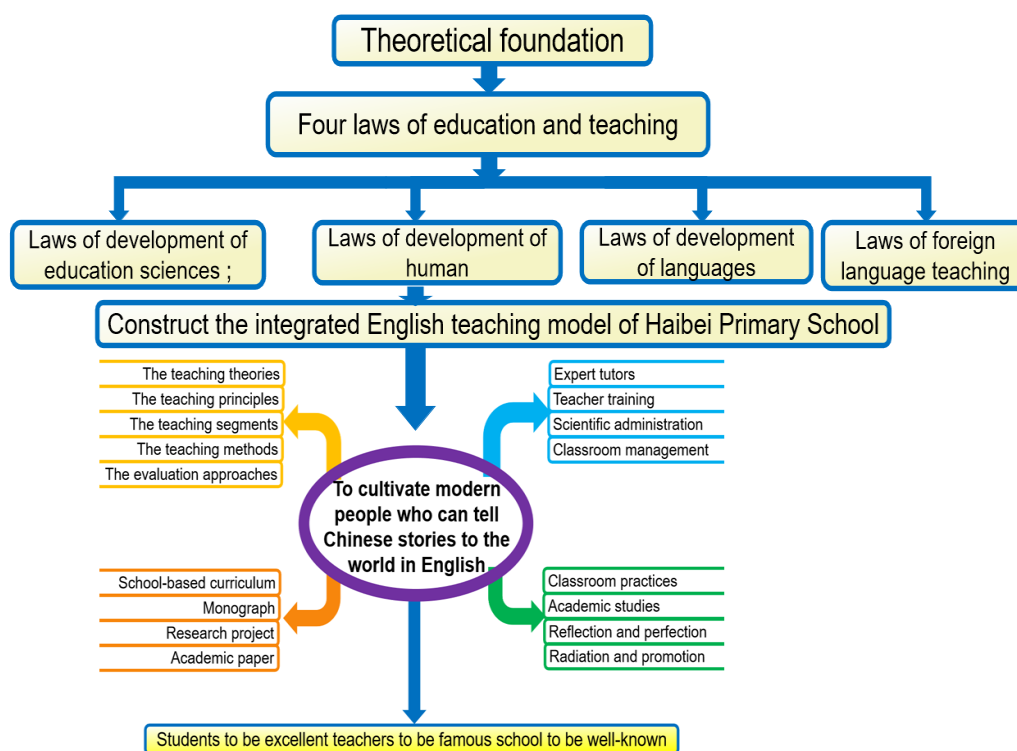 Theoretical foundation
Four laws of education and teaching
Laws of development of
education sciences ;
Laws of development of
human
Laws of development
of languages
Laws of foreign
language teaching
Construct the integrated English teaching model of Haibei Primary School
The teaching theories
The teaching principles
The teaching segments
The teaching methods
The evaluation approaches
Expert tutors
Teacher training
Scientific administration
Classroom management
To cultivate modern
people who can tell
Chinese stories to the
world in English
School-based curriculum
Monograph
Research project
Academic paper
Classroom practices
Academic studies
Reflection and perfection
Radiation and promotion
Students to be excellent teachers to be famous school to be well-known